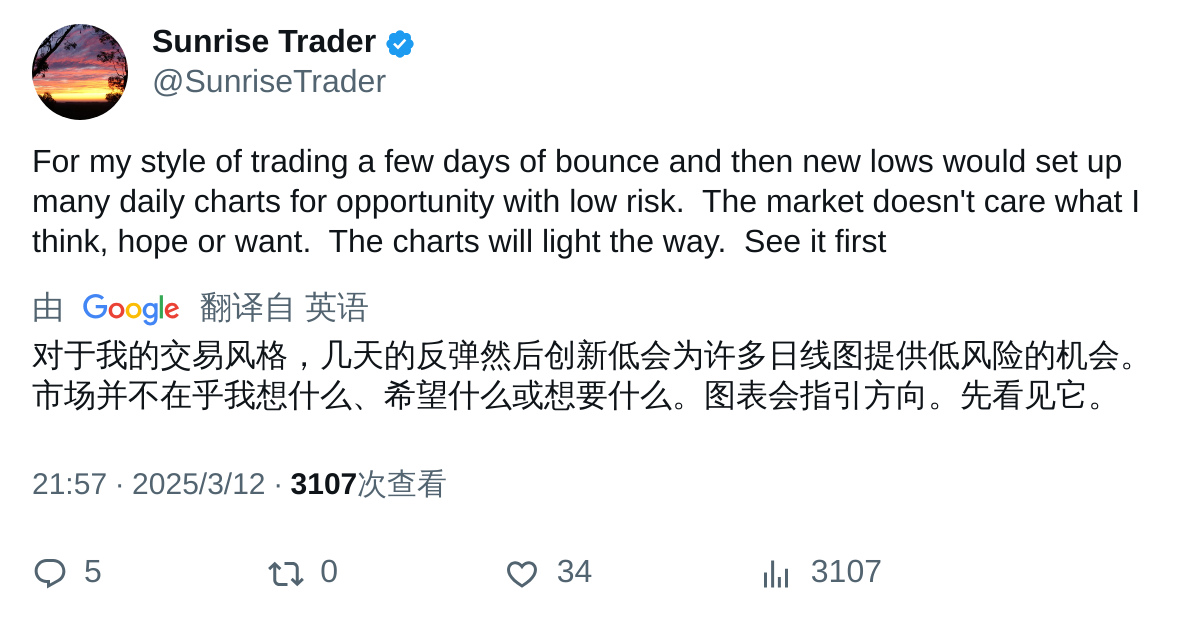 Sunrise Trader
@SunriseTrader
For my style of trading a few days of bounce and then new lows would set up
many daily charts for opportunity with low risk.  The market doesn't care what I
think, hope or want.  The charts will light the way.  See it first
由 Google 翻译自 英语
对于我的交易风格，几天的反弹然后创新低会为许多日线图提供低风险的机会。
市场并不在乎我想什么、希望什么或想要什么。图表会指引方向。先看见它。
21:57 · 2025/3/12 · 3107次查看
5 0 34 3107